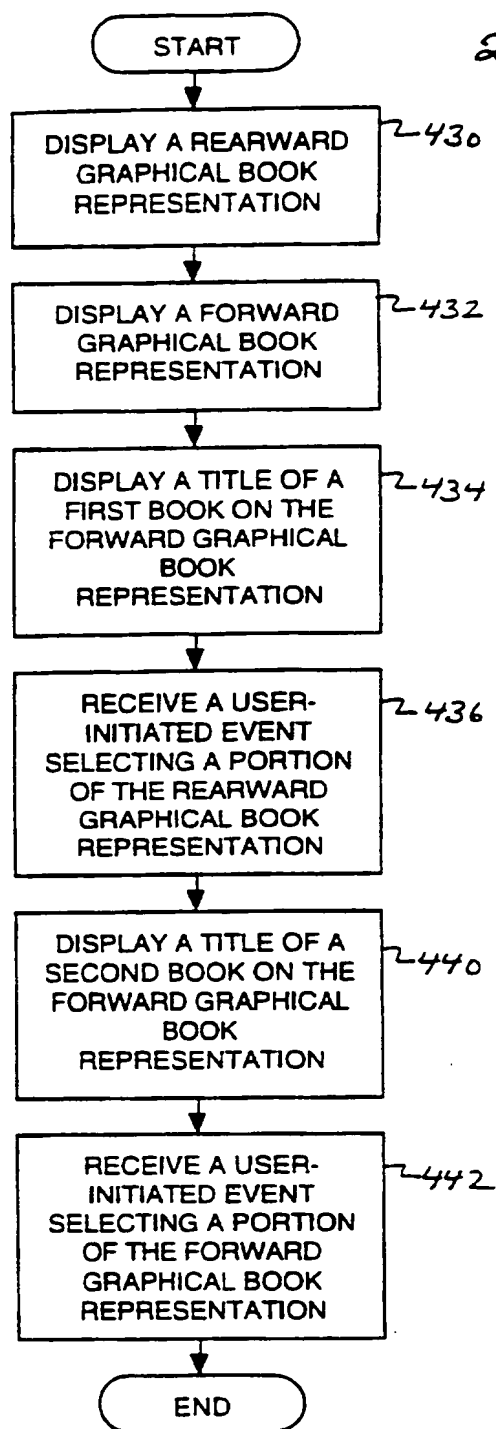 START
DISPLAY A REARWARD
GRAPHICAL BOOK
REPRESENTATION
430
DISPLAY A FORWARD
GRAPHICAL BOOK
REPRESENTATION
432
DISPLAY A TITLE OF A
FIRST BOOK ON THE
FORWARD GRAPHICAL
BOOK
REPRESENTATION
434
RECEIVE A USER-
INITIATED EVENT
SELECTING A PORTION
OF THE REARWARD
GRAPHICAL BOOK
REPRESENTATION
436
DISPLAY A TITLE OF A
SECOND BOOK ON THE
FORWARD GRAPHICAL
BOOK
REPRESENTATION
440
RECEIVE A USER-
INITIATED EVENT
SELECTING A PORTION
OF THE FORWARD
GRAPHICAL BOOK
REPRESENTATION
442
END